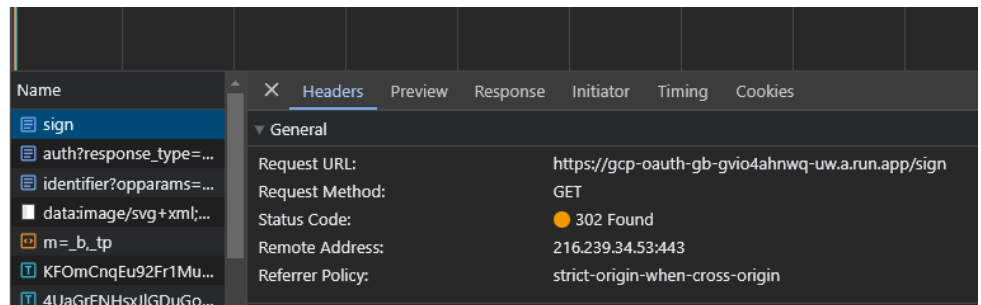 Name
sign
auth?response_type=...
identifier?opparams=...
data:image/svg+xml;...
m=_b,_tp
KFOmCnqEu92Fr1Mu...
4UaGrENHsxJlGDuGo...
Headers Preview Response Initiator Timing Cookies
General
Request URL: https://gcp-oauth-gb-gvio4ahnwq-uw.a.run.app/sign
Request Method: GET
Status Code: 302 Found
Remote Address: 216.239.34.53:443
Referrer Policy: strict-origin-when-cross-origin